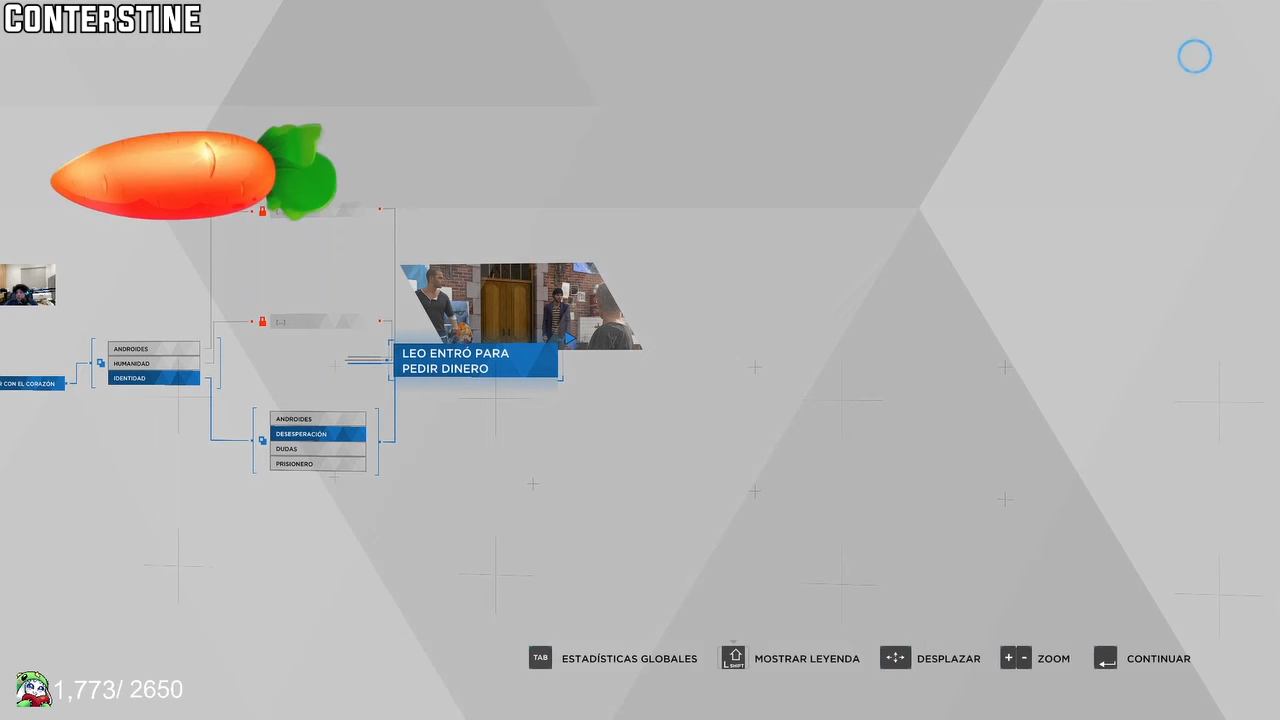 CONTERSTINE
[...]
ANDROIDES
HUMANIDAD
IDENTIDAD
R CON EL CORAZÓN
LEO ENTRÓ PARA
PEDIR DINERO
ANDROIDES
DESESPERACIÓN
DUDAS
PRISIONERO
TAB ESTADÍSTICAS GLOBALES
L SHIFT MOSTRAR LEYENDA
DESPLAZAR
+ - ZOOM
CONTINUAR
1,773/ 2650